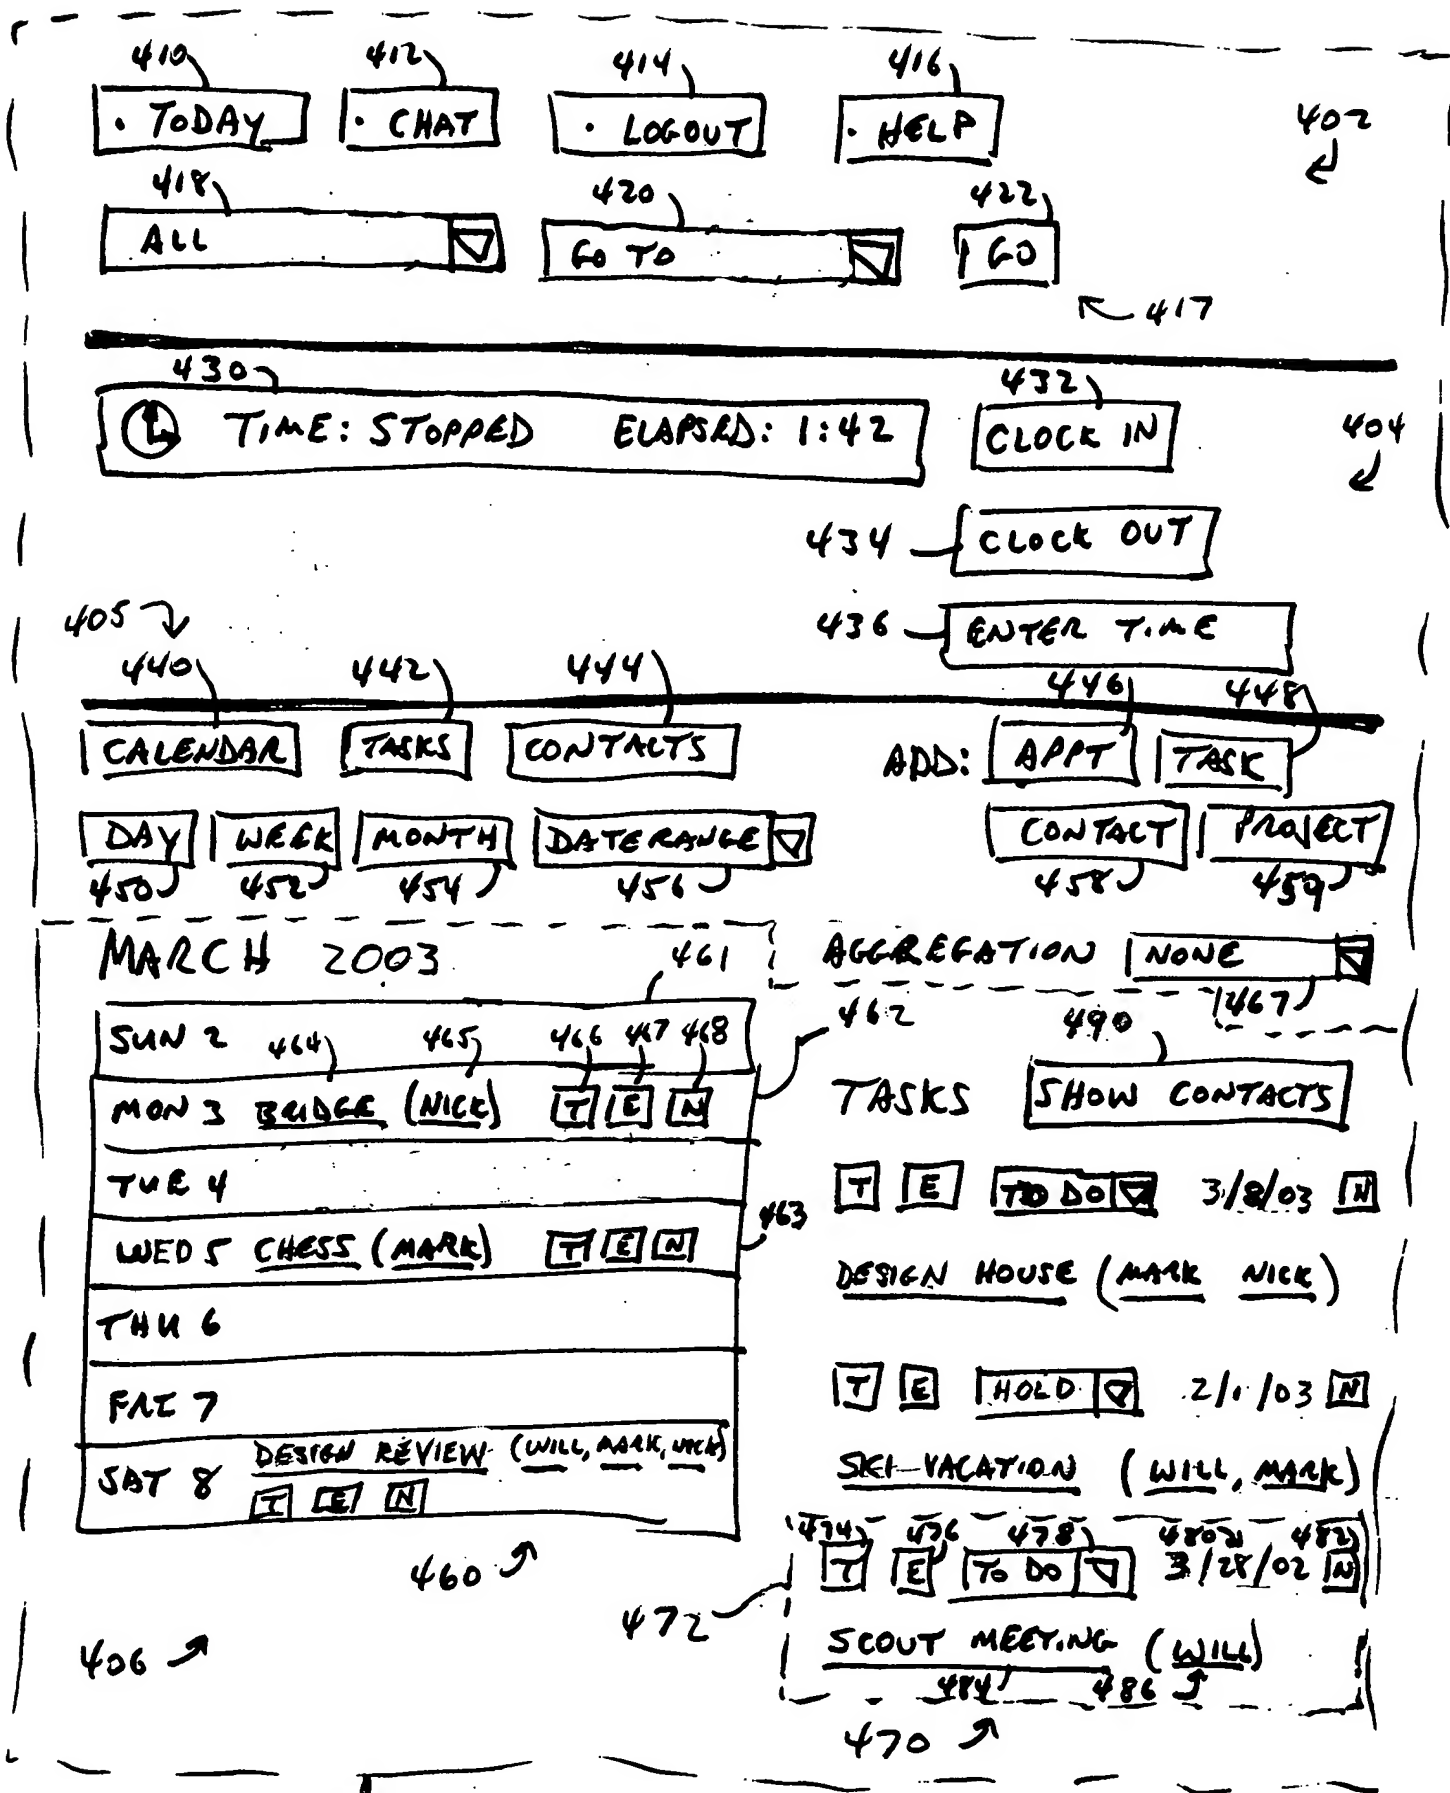 410 412 414 416
· TODAY · CHAT · LOGOUT · HELP 402
418 420 422
ALL GO TO GO
417
430 432
TIME: STOPPED ELAPSED: 1:42 CLOCK IN 404
434 CLOCK OUT
405 436 ENTER TIME
440 442 444 446 448
CALENDAR TASKS CONTACTS ADD: APPT TASK
DAY WEEK MONTH DATE RANGE CONTACT PROJECT
450 452 454 456 458 459
MARCH 2003 461 AGGREGATION NONE
467
SUN 2 464 465 466 467 468 462 490
MON 3 BRIDGE (NICK) T E N TASKS SHOW CONTACTS
TUE 4 T E TO DO 3/8/03 N
463
WED 5 CHESS (MARK) T E N DESIGN HOUSE (MARK NICK)
THU 6
FRI 7 T E HOLD 2/1/03 N
SAT 8 DESIGN REVIEW (WILL, MARK, NICK) SKI VACATION (WILL, MARK)
T E N
474 476 478 480 482
460 T E TO DO 3/28/02 N
472
406 SCOUT MEETING (WILL)
484 486
470